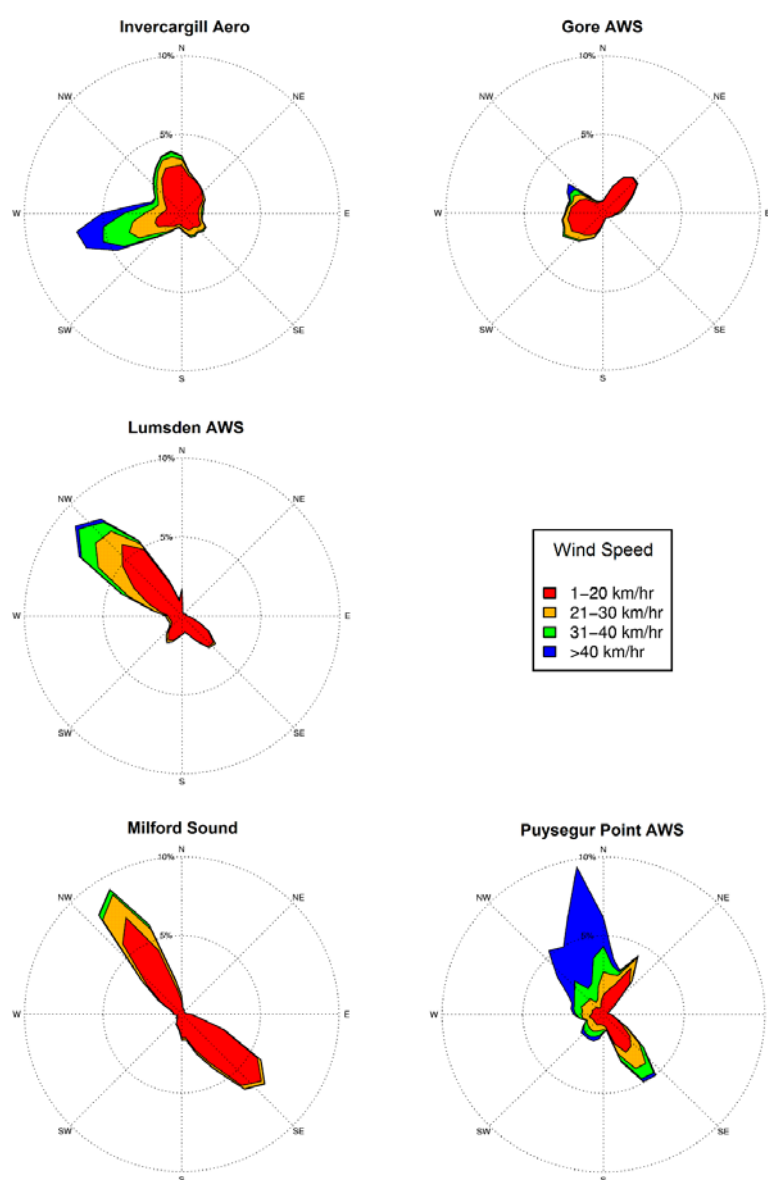 Invercargill Aero
N
10%
NW
NE
5%
W
E
SW
SE
S
Gore AWS
N
10%
NW
NE
5%
W
E
SW
SE
S
Lumsden AWS
N
10%
NW
NE
5%
W
E
SW
SE
S
Wind Speed
1−20 km/hr
21−30 km/hr
31−40 km/hr
>40 km/hr
Milford Sound
N
10%
NW
NE
5%
W
E
SW
SE
S
Puysegur Point AWS
N
10%
NW
NE
5%
W
SW
SE
S